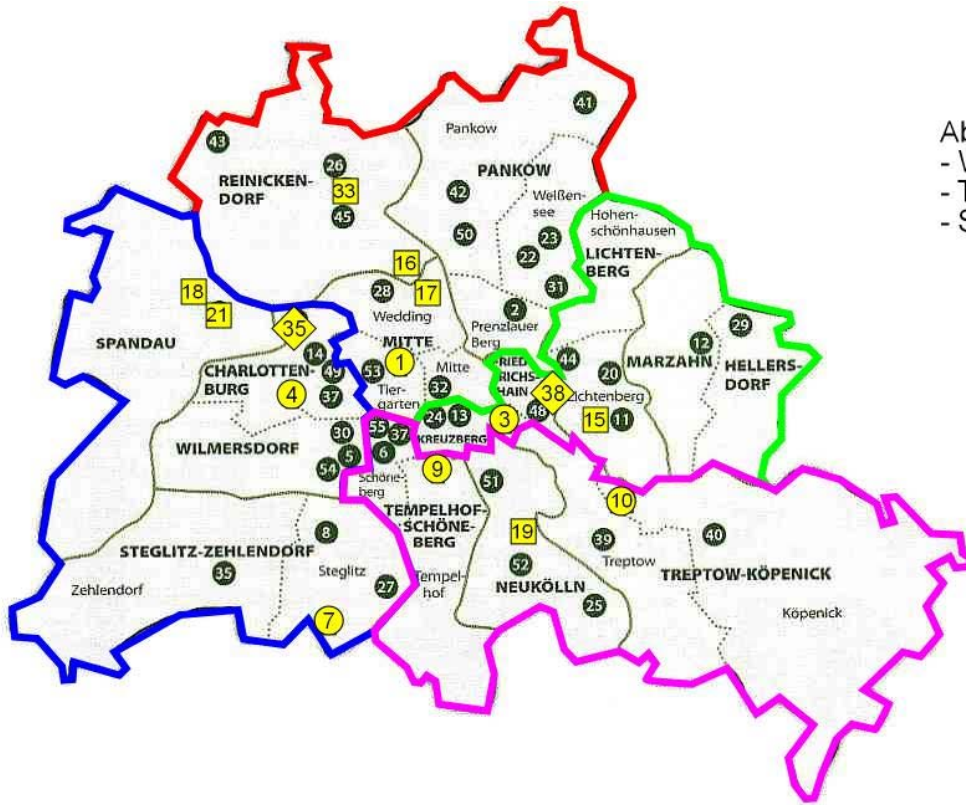 41
Pankow
43
26
REINICKEN-
DORF
33
PANKOW
42
Weißen-
see
45
Hohen-
schönhausen
50
23
22
LICHTEN-
BERG
16
28
17
31
18
21
Wedding
2
35
Prenzlauer
Berg
29
SPANDAU
MITTE
12
MARZAHN
14
1
Mitte
FRIED
RICHS-
HAIN
44
HELLERS-
DORF
CHARLOTTEN-
BURG
49
53
20
4
37
Tier-
garten
32
38
Lichtenberg
55
24
13
3
48
15
11
WILMERSDORF
30
37
KREUZBERG
5
6
54
Schöne-
berg
9
51
TEMPELHOF-
SCHÖNE-
BERG
10
STEGLITZ-ZEHLENDORF
8
19
39
40
Treptow
Zehlendorf
35
Steglitz
52
TREPTOW-KÖPENICK
27
Tempel-
hof
NEUKÖLLN
25
Köpenick
7
Ab
-
-
-